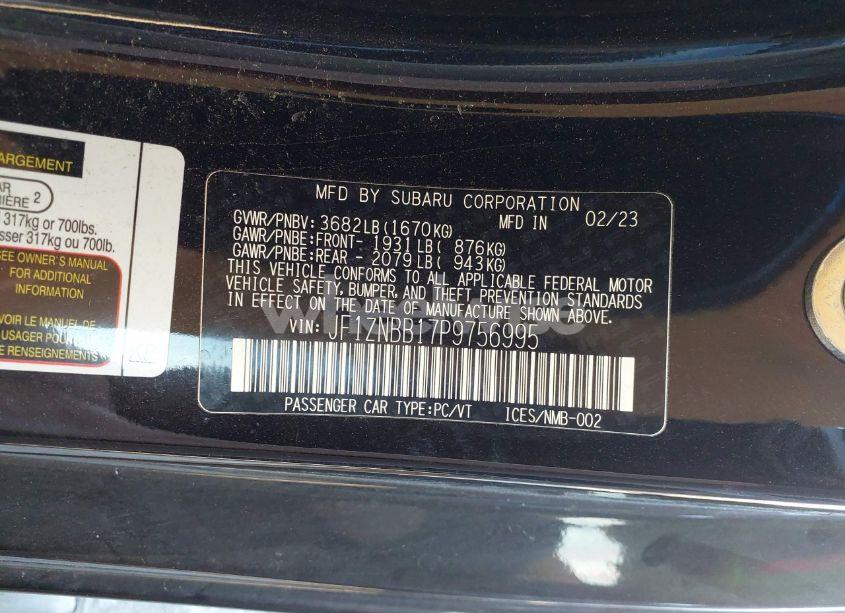 ARGEMENT
2
317kg or 700lbs.
sser 317kg ou 700lb.
SEE OWNER'S MANUAL
FOR ADDITIONAL
INFORMATION
VOIR LE MANUEL DE
'USAGER POUR
E RENSEIGNEMENTS
MFD BY SUBARU CORPORATION
GVWR/PNBV: 3682LB(1670KG) MFD IN 02/23
GAWR/PNBE:FRONT- 1931LB( 876KG)
GAWR/PNBE:REAR - 2079LB( 943KG)
THIS VEHICLE CONFORMS TO ALL APPLICABLE FEDERAL MOTOR
VEHICLE SAFETY, BUMPER, AND THEFT PREVENTION STANDARDS
IN EFFECT ON THE DATE OF MANUFACTURE SHOWN ABOVE.
VIN: JF1ZNBB17P9756995
PASSENGER CAR TYPE:PC/VT ICES/NMB-002